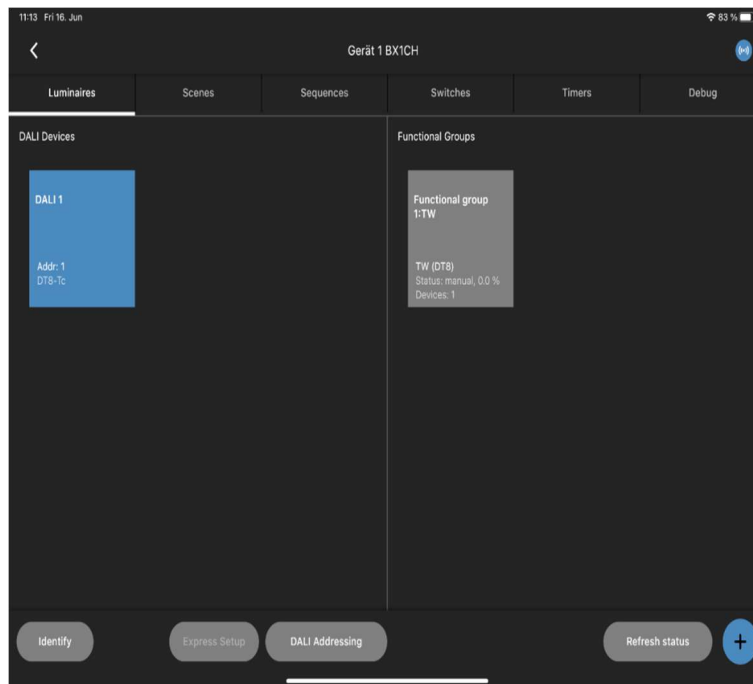 11:13 Fri 16. Jun
83 %
Gerät 1 BX1CH
Luminaires Scenes Sequences Switches Timers Debug
DALI Devices
Functional Groups
DALI 1
Addr: 1
DT8-Tc
Functional group
1:TW
TW (DT8)
Status: manual, 0.0 %
Devices: 1
Identify Express Setup DALI Addressing Refresh status +